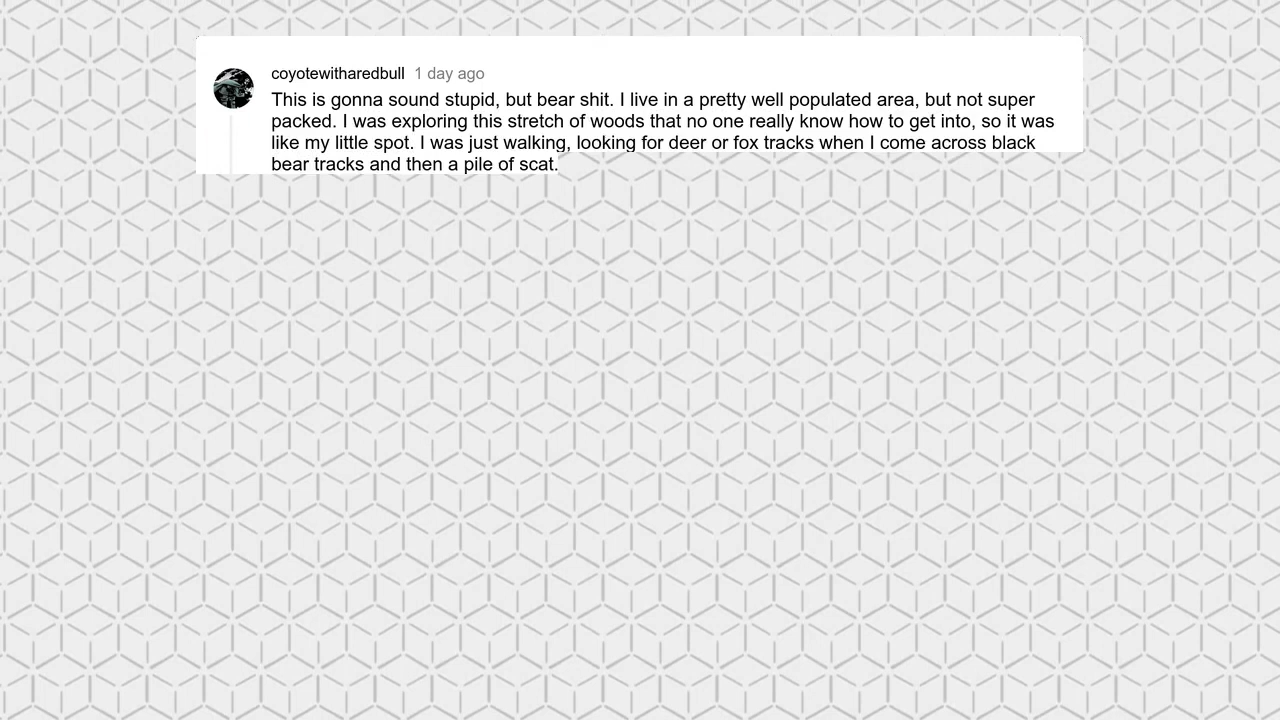 coyotewitharedbull 1 day ago
This is gonna sound stupid, but bear shit. I live in a pretty well populated area, but not super
packed. I was exploring this stretch of woods that no one really know how to get into, so it was
like my little spot. I was just walking, looking for deer or fox tracks when I come across black
bear tracks and then a pile of scat.